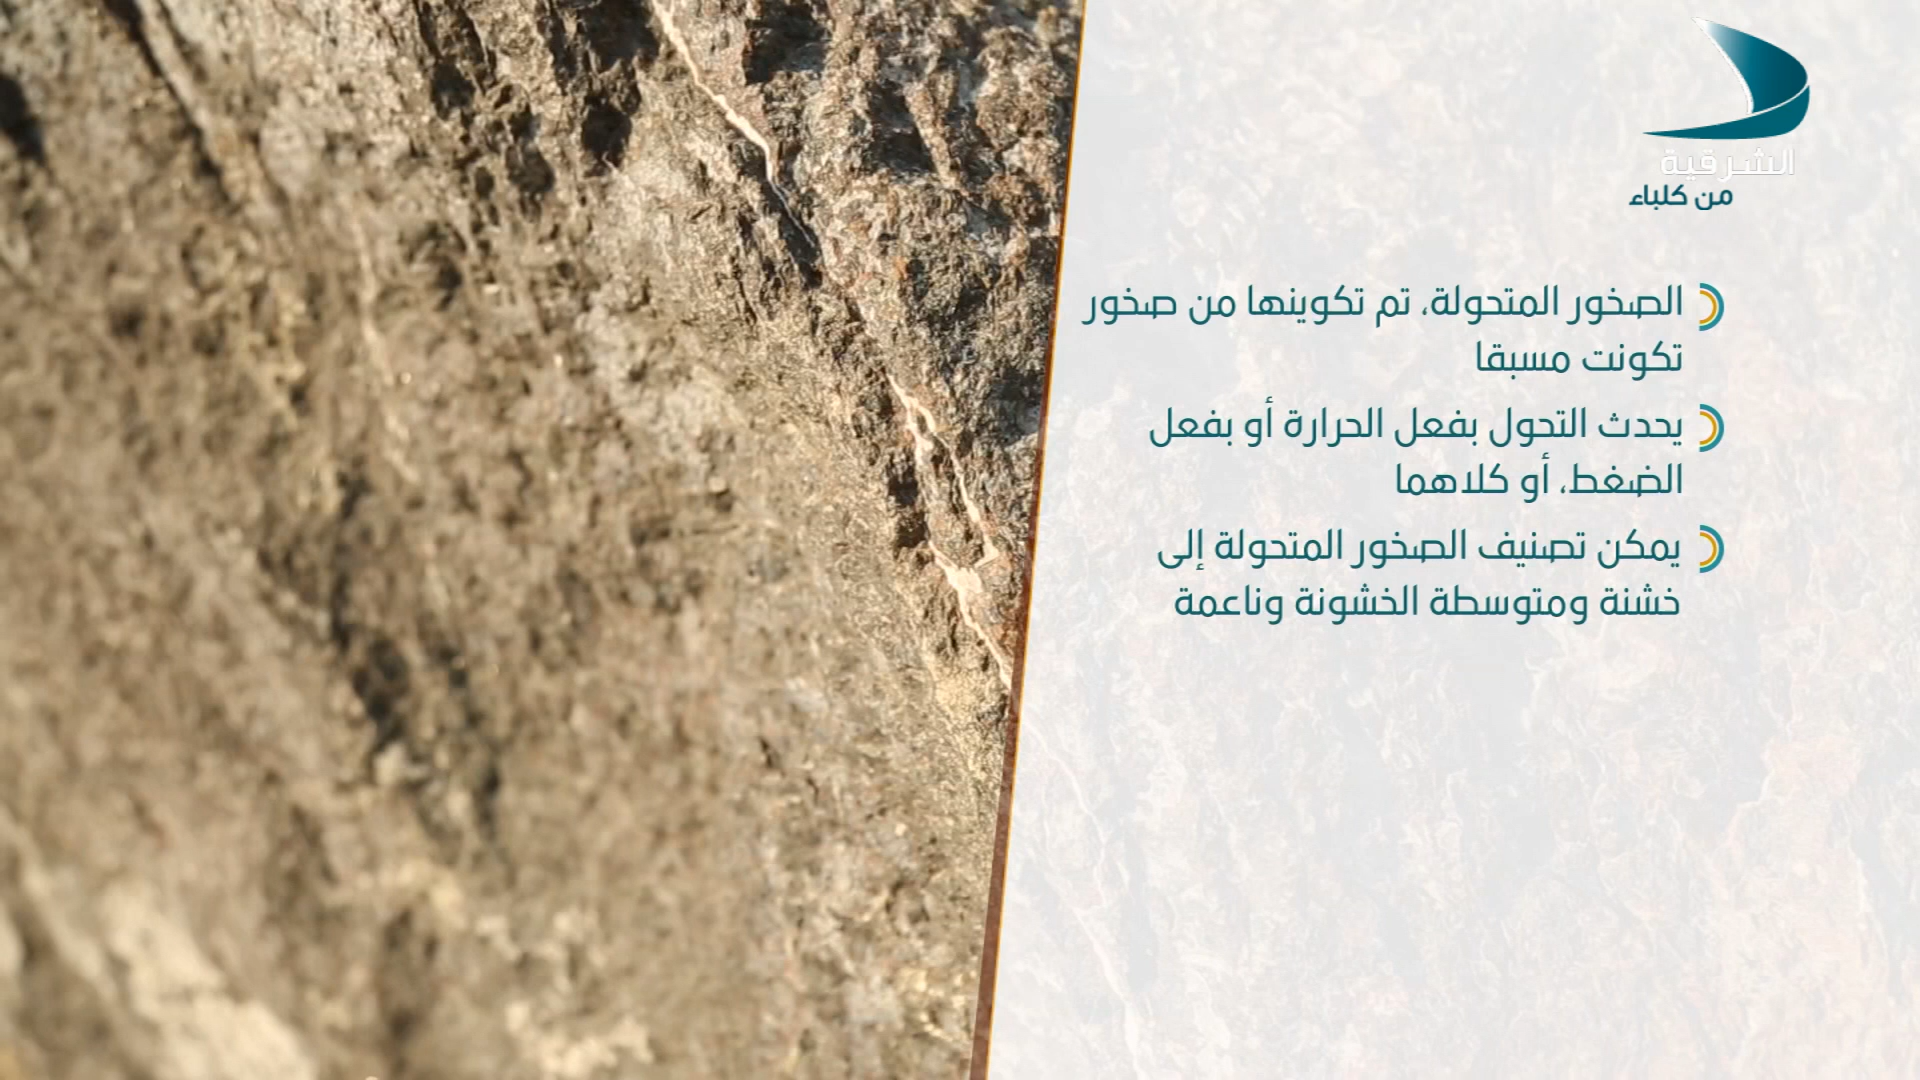 الشرقية
من كلباء
الصخور المتحولة، تم تكوينها من صخور
تكونت مسبقا
يحدث التحول بفعل الحرارة أو بفعل
الضغط، أو كلاهما
يمكن تصنيف الصخور المتحولة إلى
خشنة ومتوسطة الخشونة وناعمة